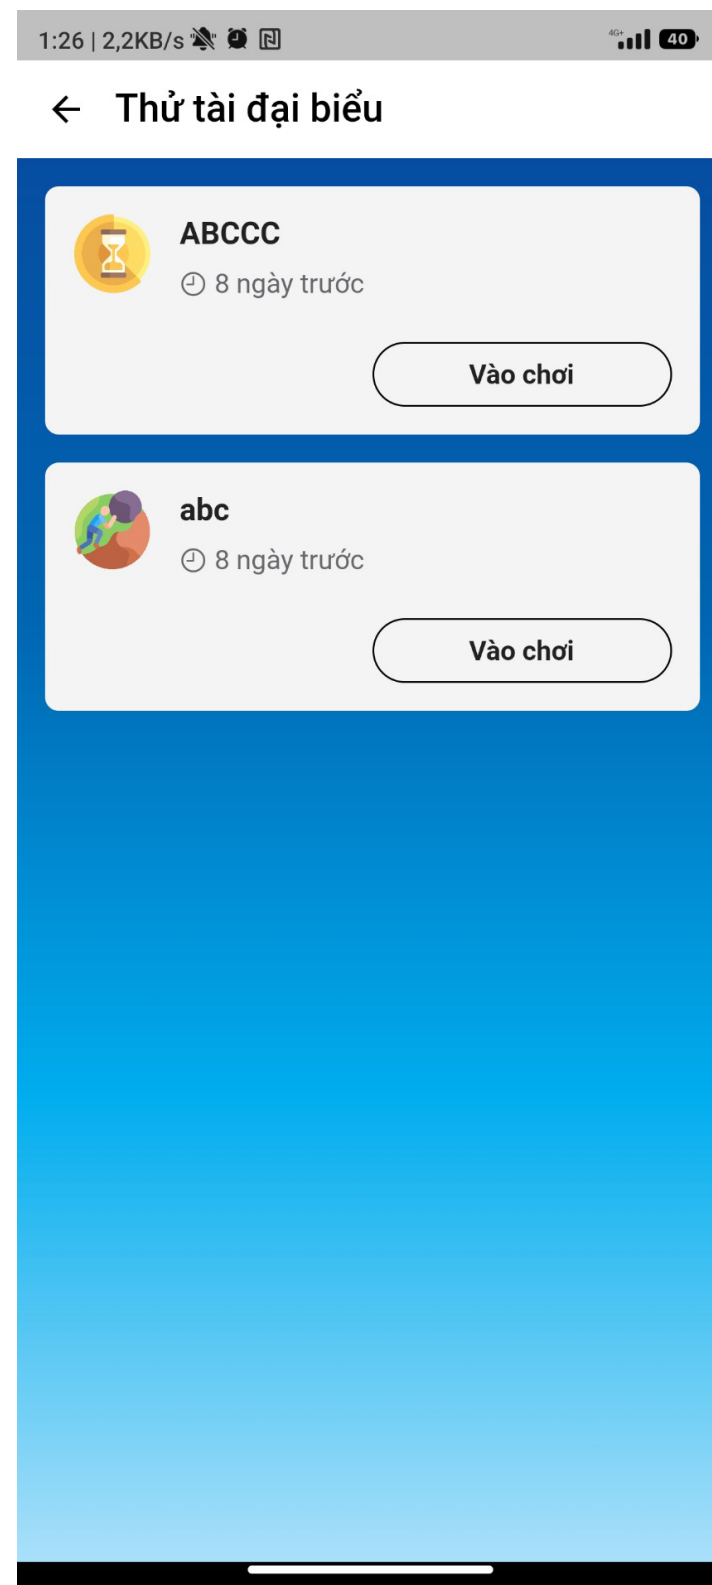 1:26 | 2,2KB/s 4G+ 40
Thử tài đại biểu
ABCCC
8 ngày trước
Vào chơi
abc
8 ngày trước
Vào chơi